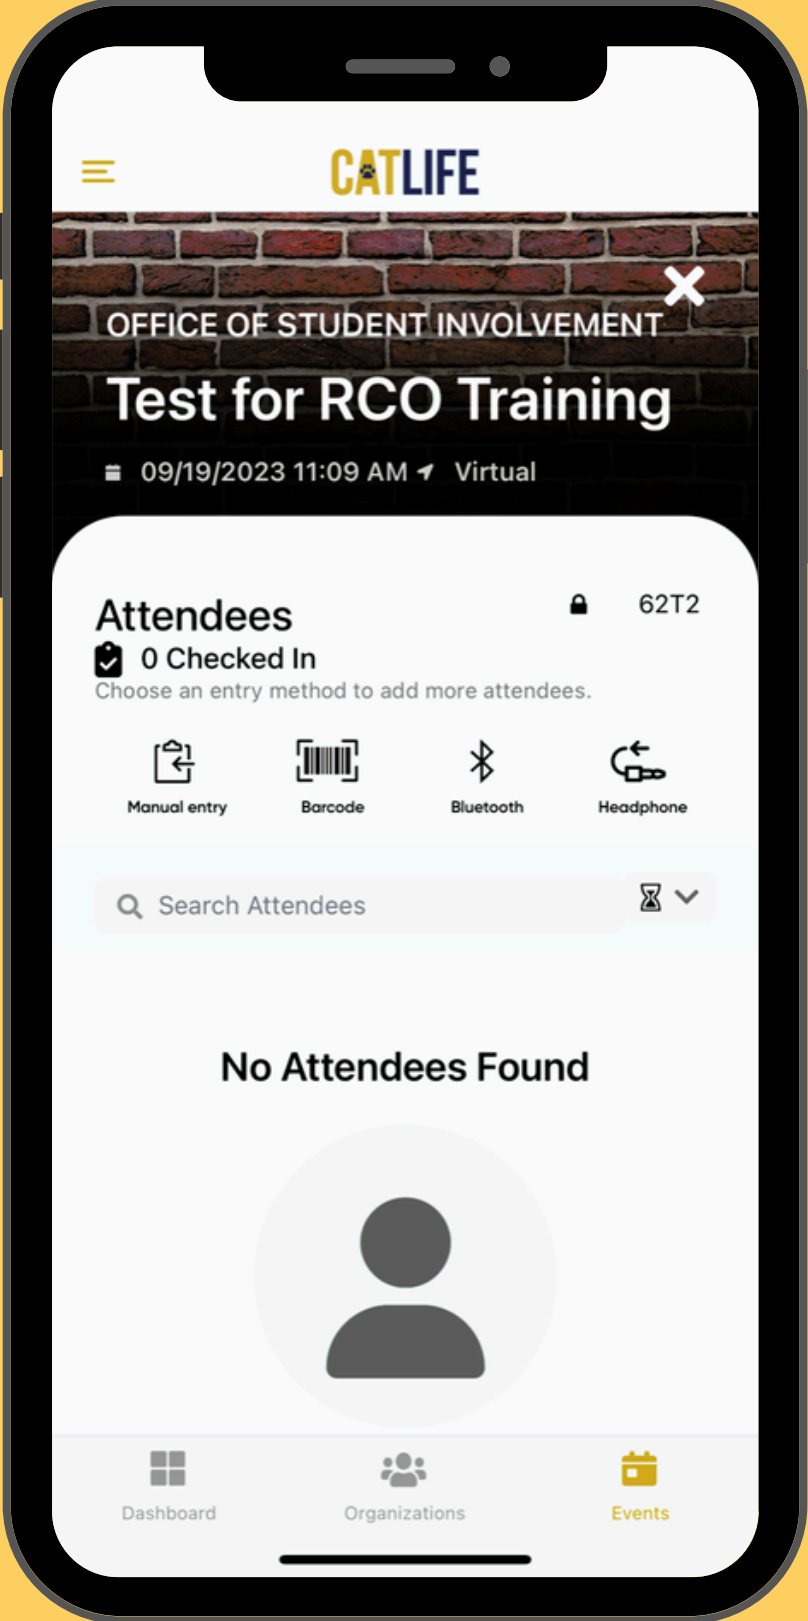 CATLIFE
OFFICE OF STUDENT INVOLVEMENT
Test for RCO Training
09/19/2023 11:09 AM Virtual
Attendees 62T2
0 Checked In
Choose an entry method to add more attendees.
Manual entry Barcode Bluetooth Headphone
Search Attendees
No Attendees Found
Dashboard Organizations Events